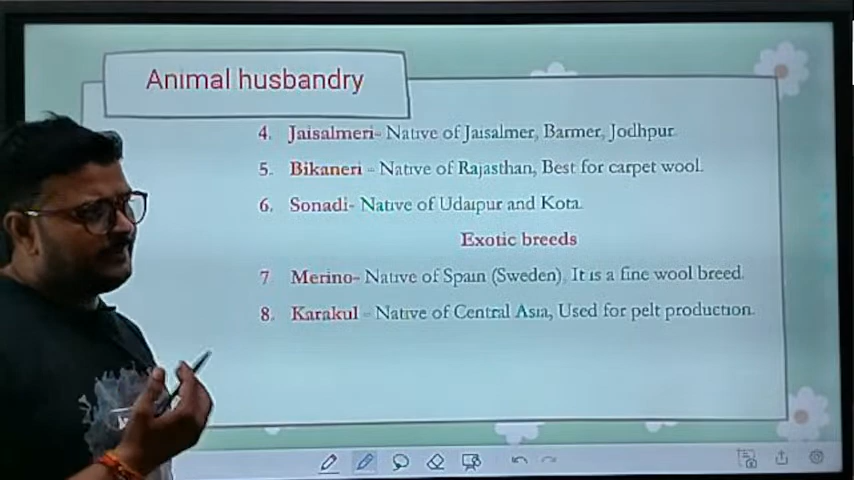 Animal husbandry
4. Jaisalmeri- Native of Jaisalmer, Barmer, Jodhpur.
5. Bikaneri - Native of Rajasthan, Best for carpet wool.
6. Sonadi- Native of Udaipur and Kota.
Exotic breeds
7 Merino- Native of Spain (Sweden), It is a fine wool breed.
8. Karakul - Native of Central Asia, Used for pelt production.